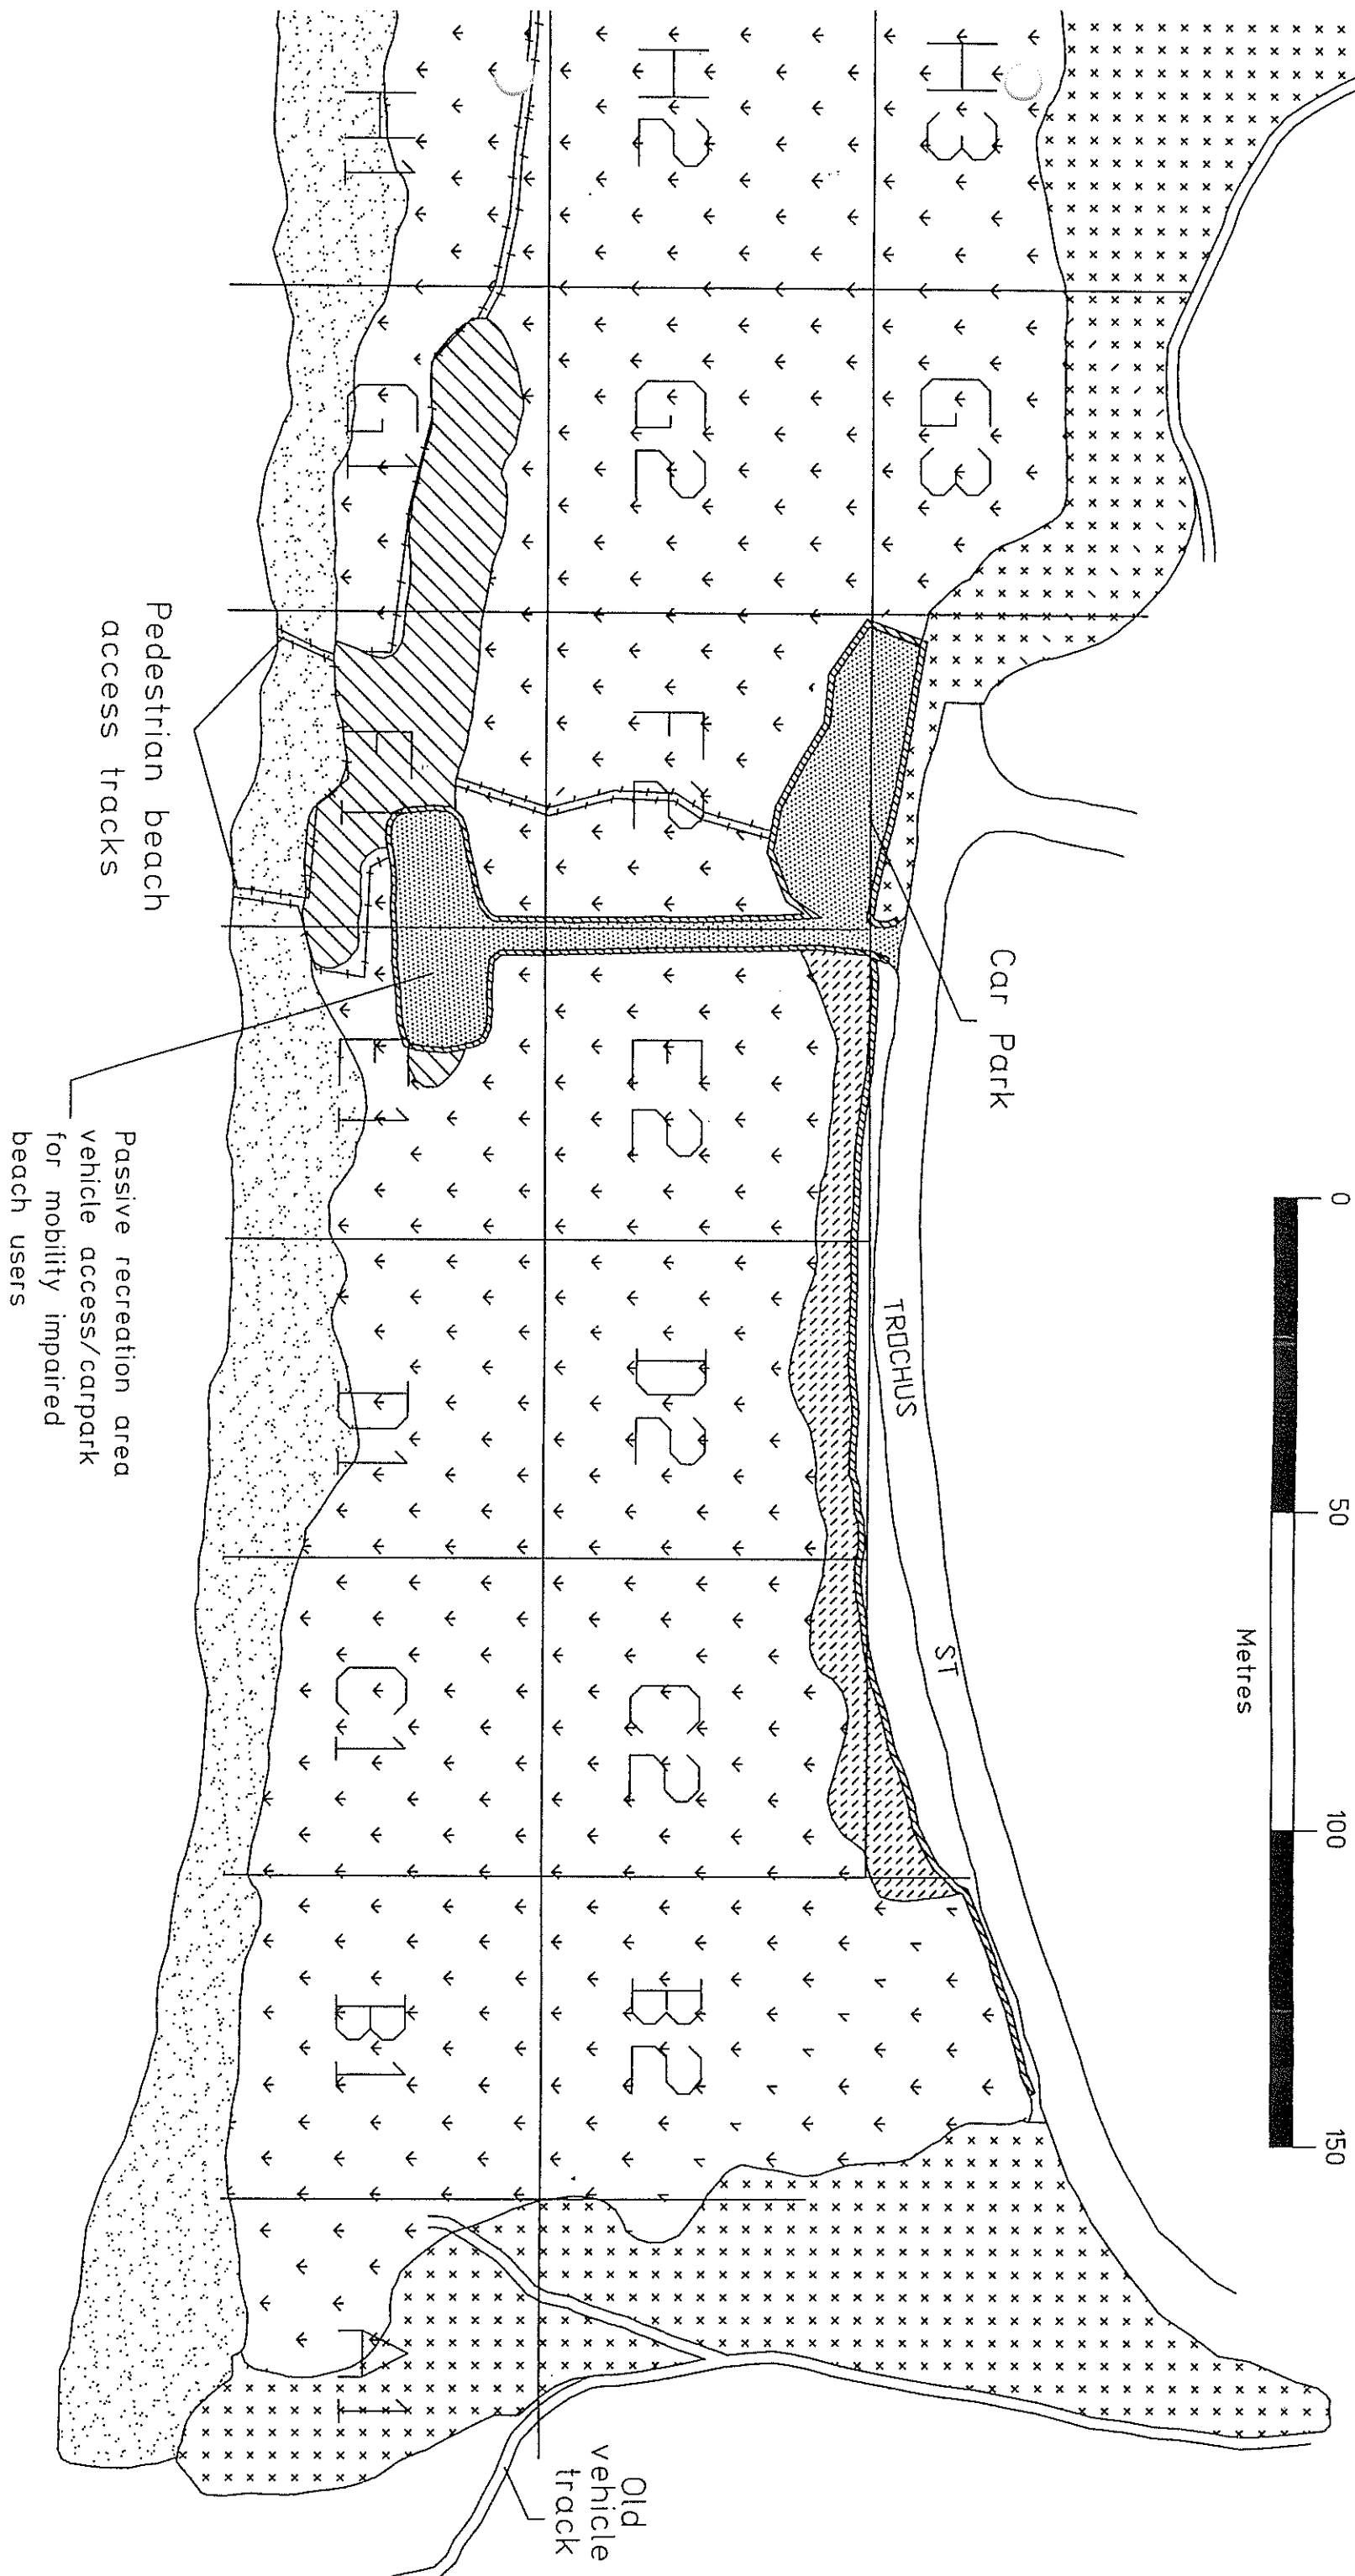 0
50
100
150
Metres
H3
G3
Car Park
TROCHUS
ST
H2
G2
F2
E2
D2
C2
B2
Old
vehicle
track
H1
G1
F1
E1
D1
C1
B1
A1
Pedestrian beach
access tracks
Passive recreation area
vehicle access/carpark
for mobility impaired
beach users